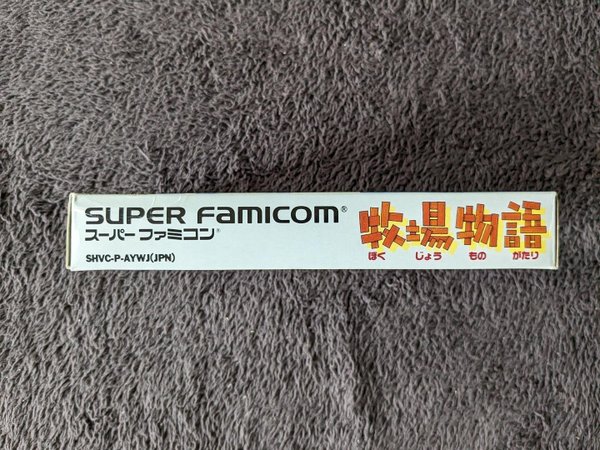 SUPER FAMICOM®
スーパーファミコン®
SHVC-P-AYWJ(JPN)
牧場物語
ぼく じょう もの がたり